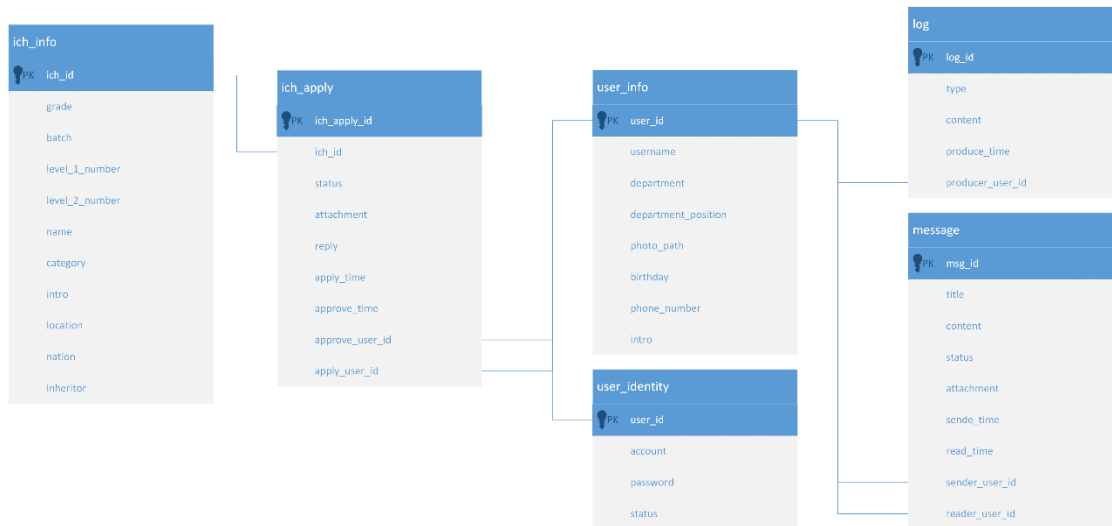 ich_info
PK ich_id
grade
batch
level_1_number
level_2_number
name
category
intro
location
nation
inheritor
ich_apply
PK ich_apply_id
ich_id
status
attachment
reply
apply_time
approve_time
approve_user_id
apply_user_id
user_info
PK user_id
username
department
department_position
photo_path
birthday
phone_number
intro
user_identity
PK user_id
account
password
status
log
PK log_id
type
content
produce_time
producer_user_id
message
PK msg_id
title
content
status
attachment
sende_time
read_time
sender_user_id
reader_user_id